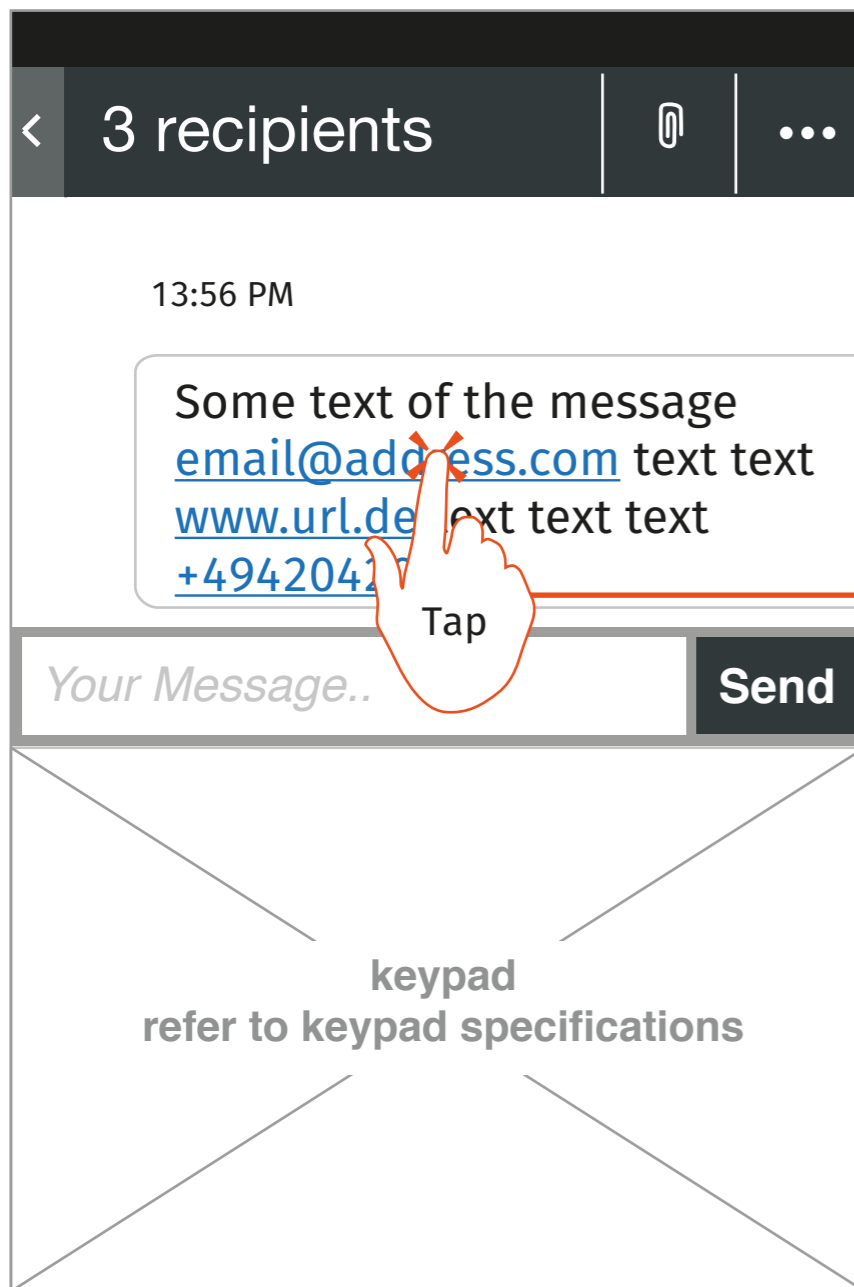 3 recipients
13:56 PM
Some text of the message
email@address.com text text
www.url.de text text text
Tap
Your Message..
Send
keypad
refer to keypad specifications